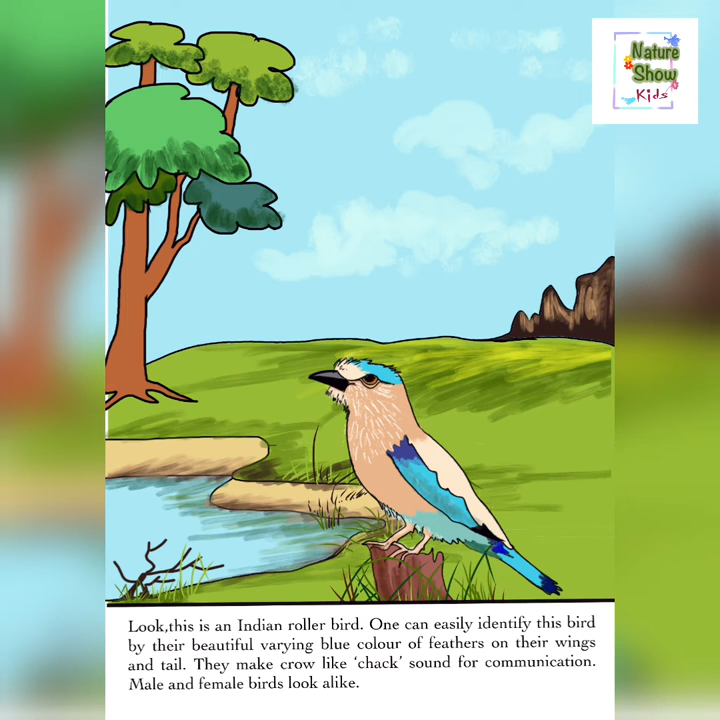 Nature
Show
Kids
Look,this is an Indian roller bird. One can easily identify this bird
by their beautiful varying blue colour of feathers on their wings
and tail. They make crow like ‘chack’ sound for communication.
Male and female birds look alike.